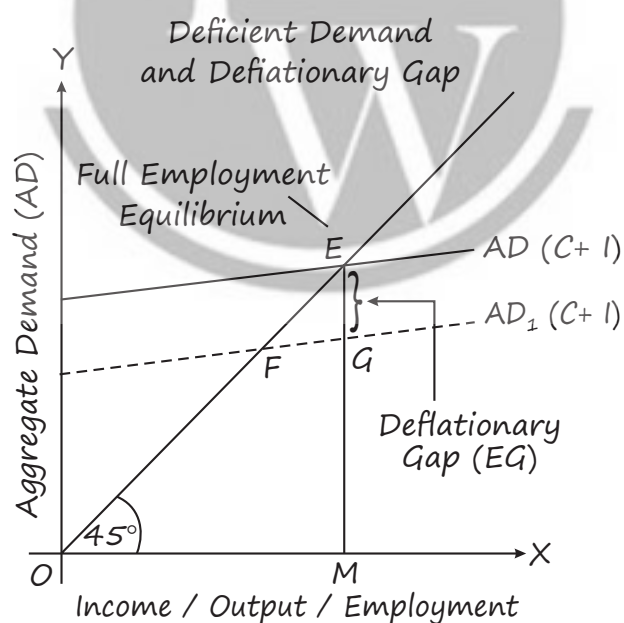 Deficient Demand
and Defiationary Gap
Y
Full Employment
Equilibrium
E
AD (C+ I)
AD₁ (C+ I)
F
G
Deflationary
Gap (EG)
Aggregate Demand (AD)
45°
X
O
M
Income / Output / Employment
W